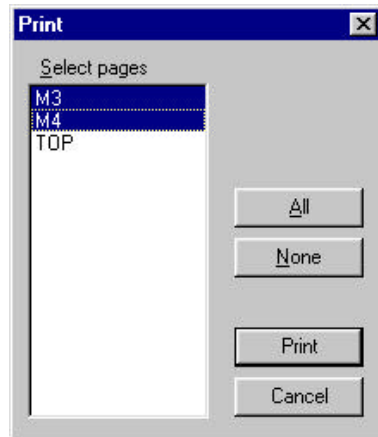 Print
Select pages
M3
M4
TOP
All
None
Print
Cancel